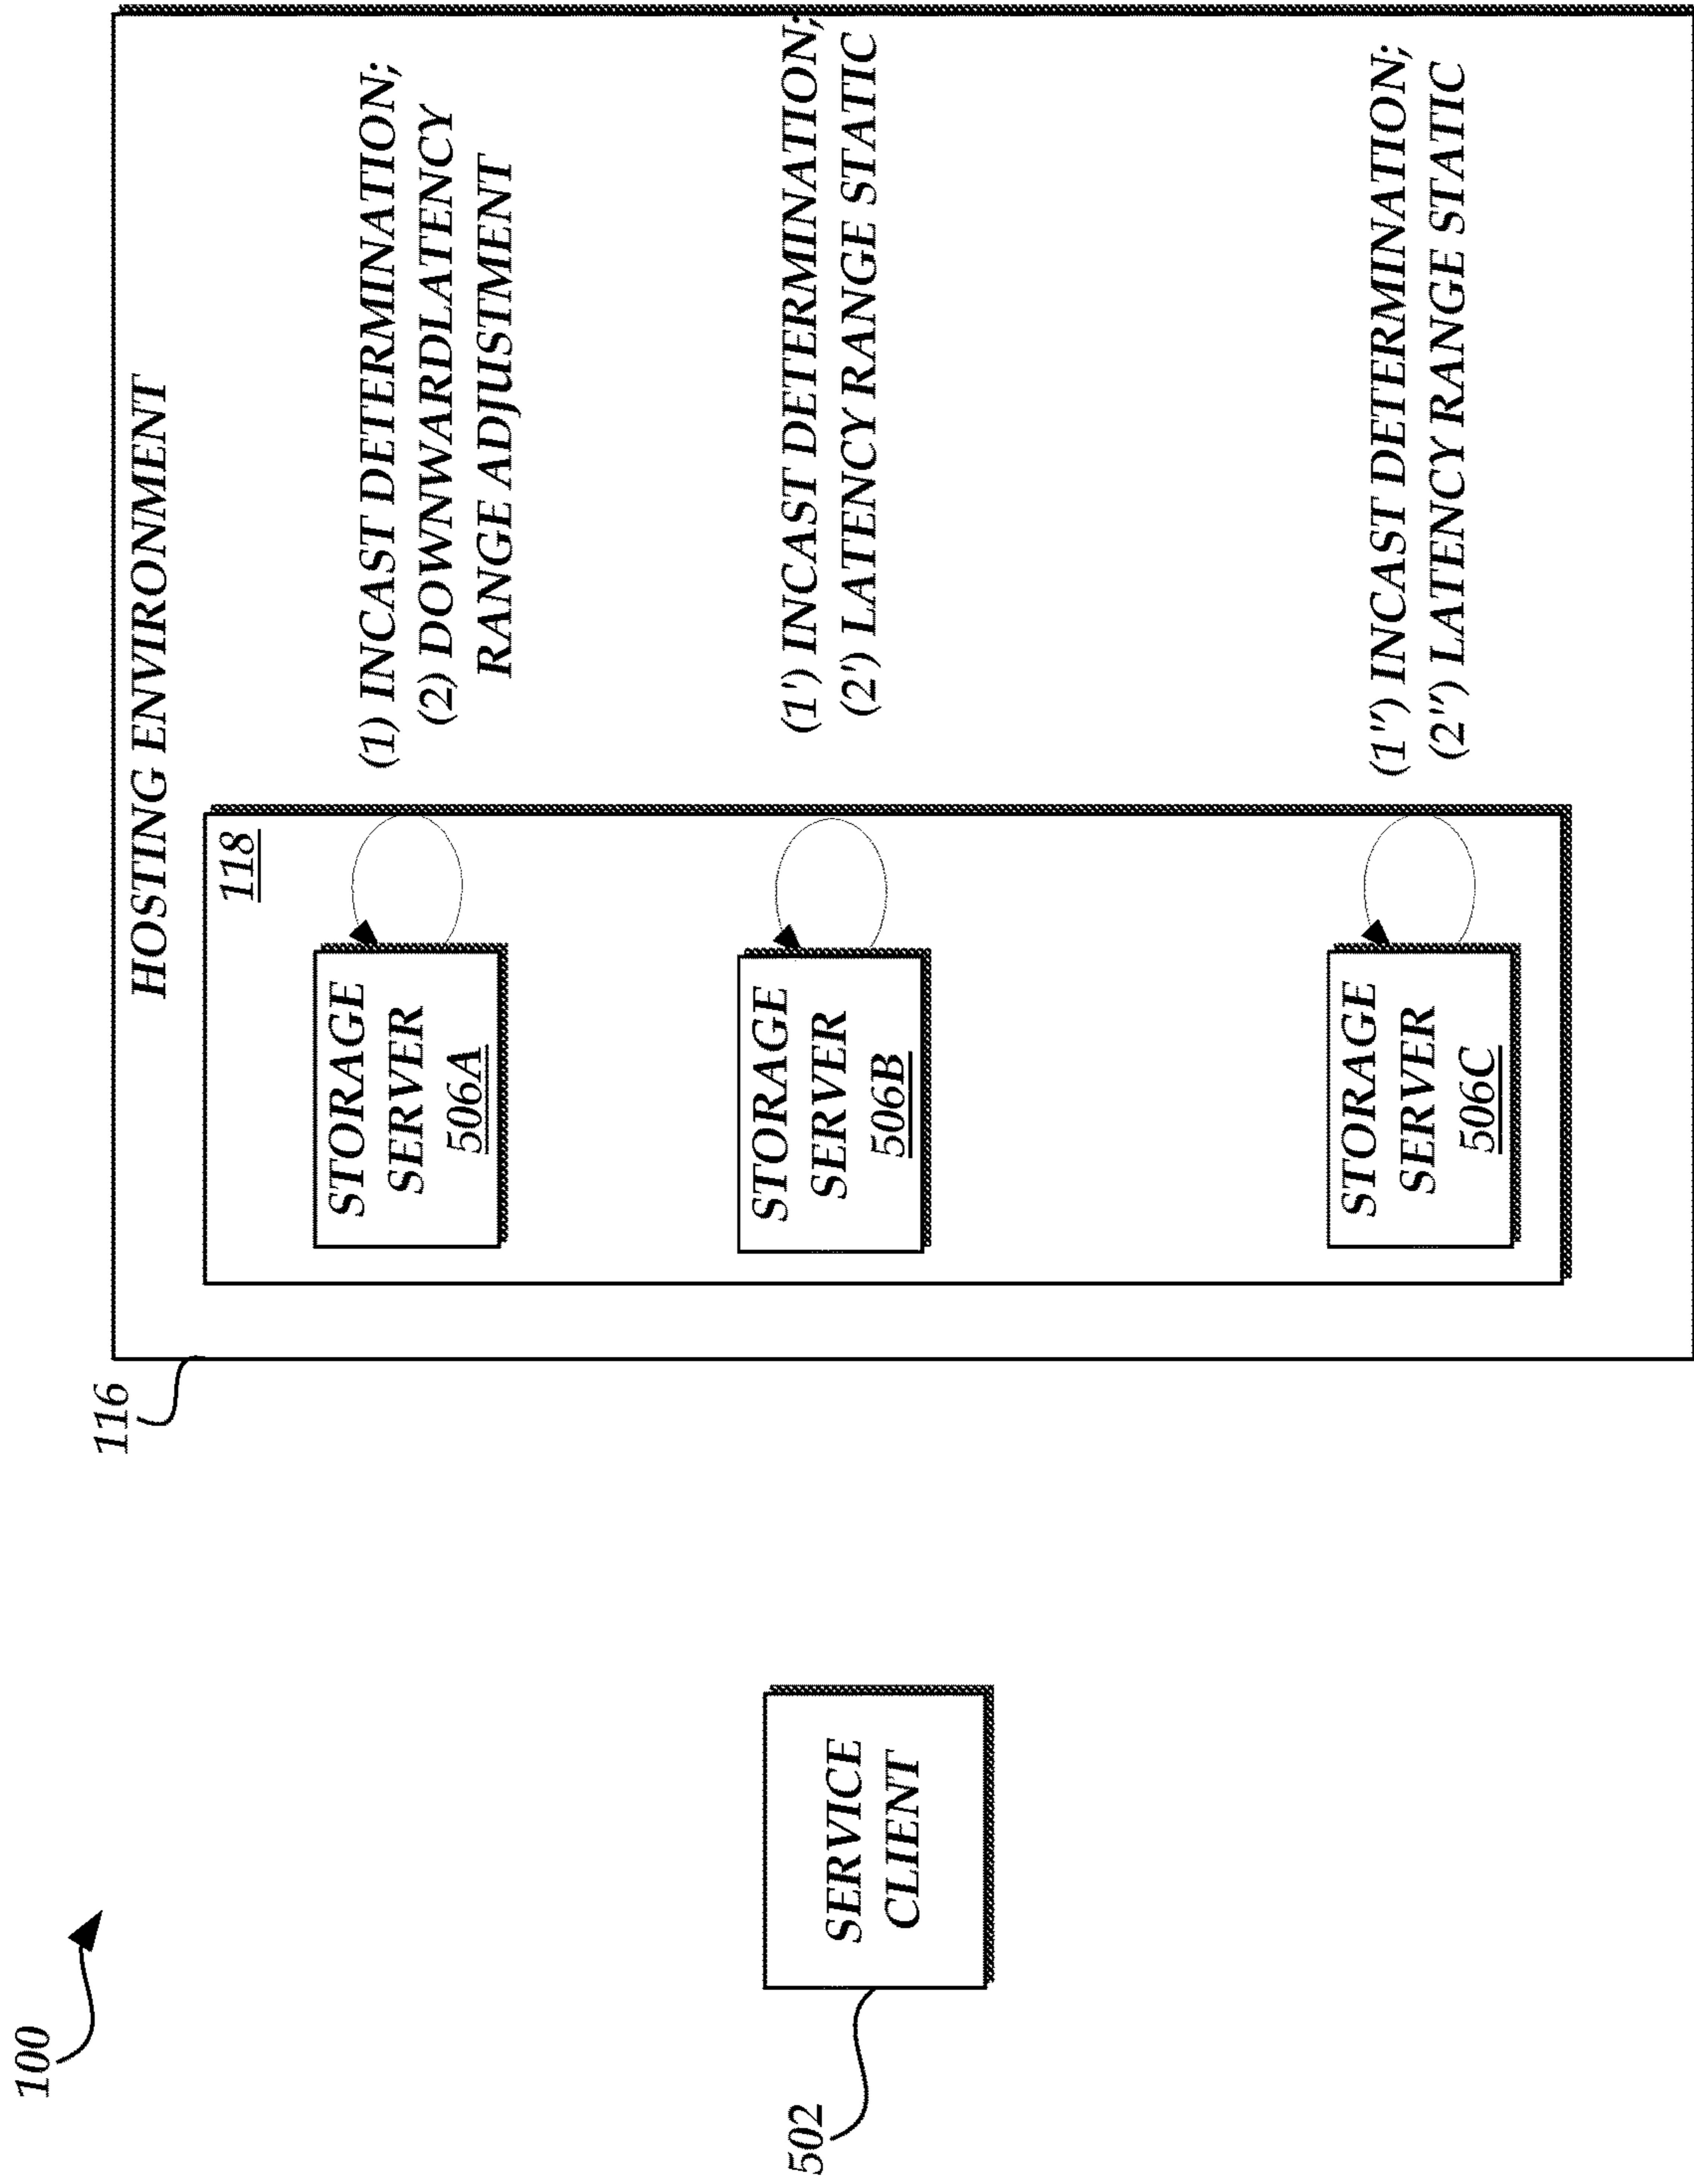 100
116
HOSTING ENVIRONMENT
118
STORAGE
SERVER
506A
(1) INCAST DETERMINATION;
(2) DOWNWARDLATENCY
RANGE ADJUSTMENT
502
SERVICE
CLIENT
STORAGE
SERVER
506B
(1') INCAST DETERMINATION;
(2') LATENCY RANGE STATIC
STORAGE
SERVER
506C
(1") INCAST DETERMINATION;
(2") LATENCY RANGE STATIC